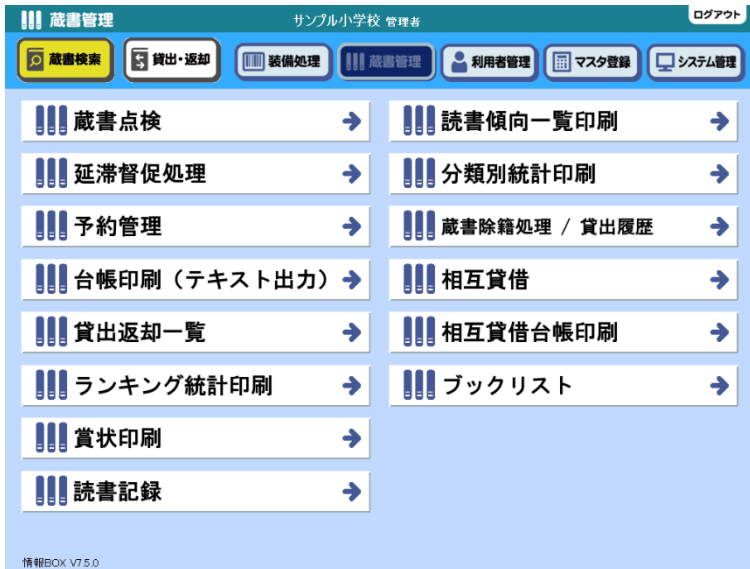 蔵書管理
サンプル小学校 管理者
ログアウト
蔵書検索
貸出・返却
装備処理
蔵書管理
利用者管理
マスタ登録
システム管理
蔵書点検
延滞督促処理
予約管理
台帳印刷（テキスト出力）
貸出返却一覧
ランキング統計印刷
賞状印刷
読書記録
読書傾向一覧印刷
分類別統計印刷
蔵書除籍処理 / 貸出履歴
相互貸借
相互貸借台帳印刷
ブックリスト
情報BOX V7.5.0